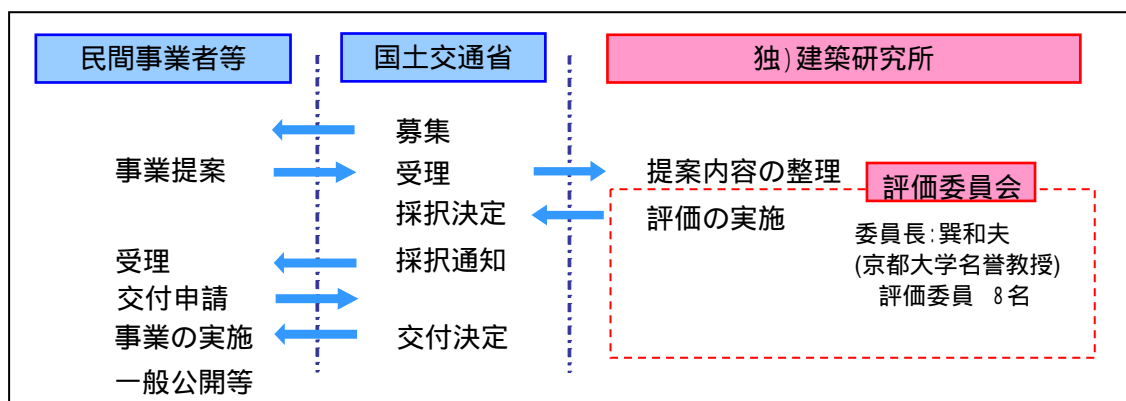 民間事業者等
国土交通省
独)建築研究所
募集
事業提案
受理
提案内容の整理
評価委員会
採択決定
評価の実施
委員長:巽和夫
(京都大学名誉教授)
評価委員 8名
受理
採択通知
交付申請
事業の実施
交付決定
一般公開等